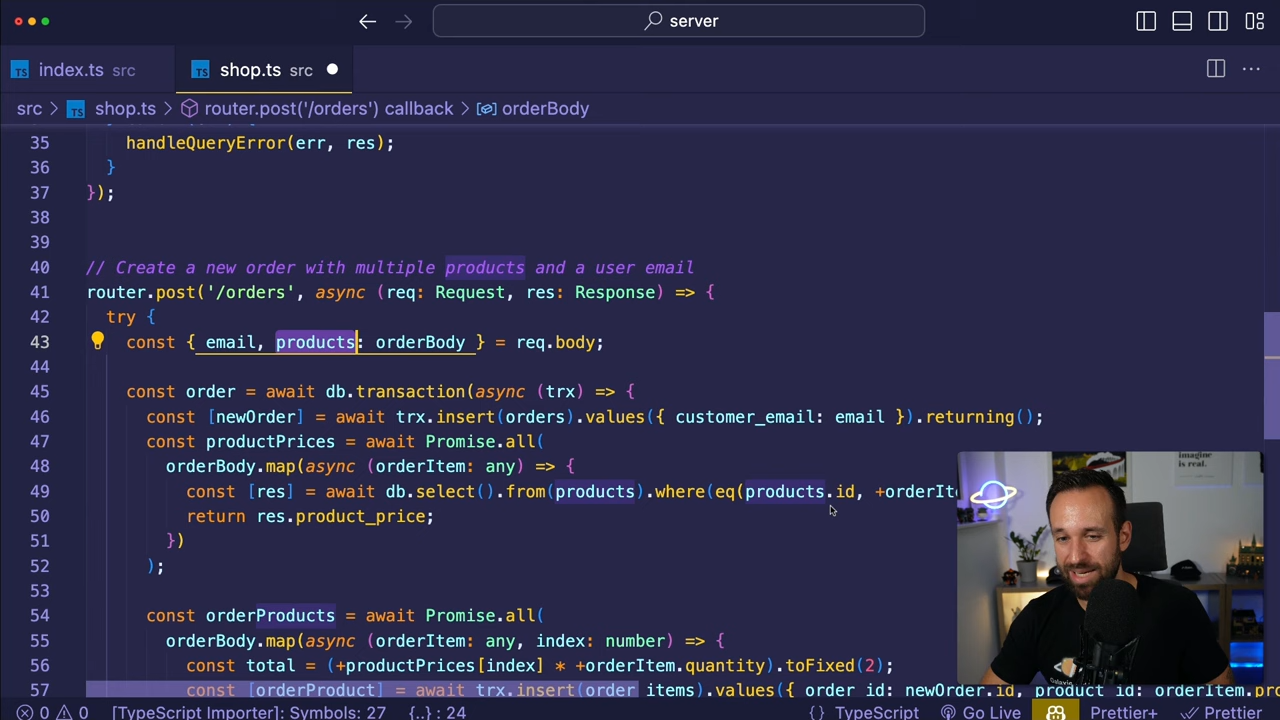 server
index.ts src
shop.ts src
src > shop.ts > router.post('/orders') callback > orderBody
35 handleQueryError(err, res);
36 }
37 });
38
39
40 // Create a new order with multiple products and a user email
41 router.post('/orders', async (req: Request, res: Response) => {
42 try {
43 const { email, products: orderBody } = req.body;
44
45 const order = await db.transaction(async (trx) => {
46 const [newOrder] = await trx.insert(orders).values({ customer_email: email }).returning();
47 const productPrices = await Promise.all(
48 orderBody.map(async (orderItem: any) => {
49 const [res] = await db.select().from(products).where(eq(products.id, +orderIte
50 return res.product_price;
51 })
52 );
53
54 const orderProducts = await Promise.all(
55 orderBody.map(async (orderItem: any, index: number) => {
56 const total = (+productPrices[index] * +orderItem.quantity).toFixed(2);
57 const [orderProduct] = await trx.insert(order_items).values({ order_id: newOrder.id, product_id: orderItem.pro
0 0 [TypeScript Importer]: Symbols: 27 {..} : 24 {} TypeScript Go Live Prettier+ Prettier
imagine
is real.